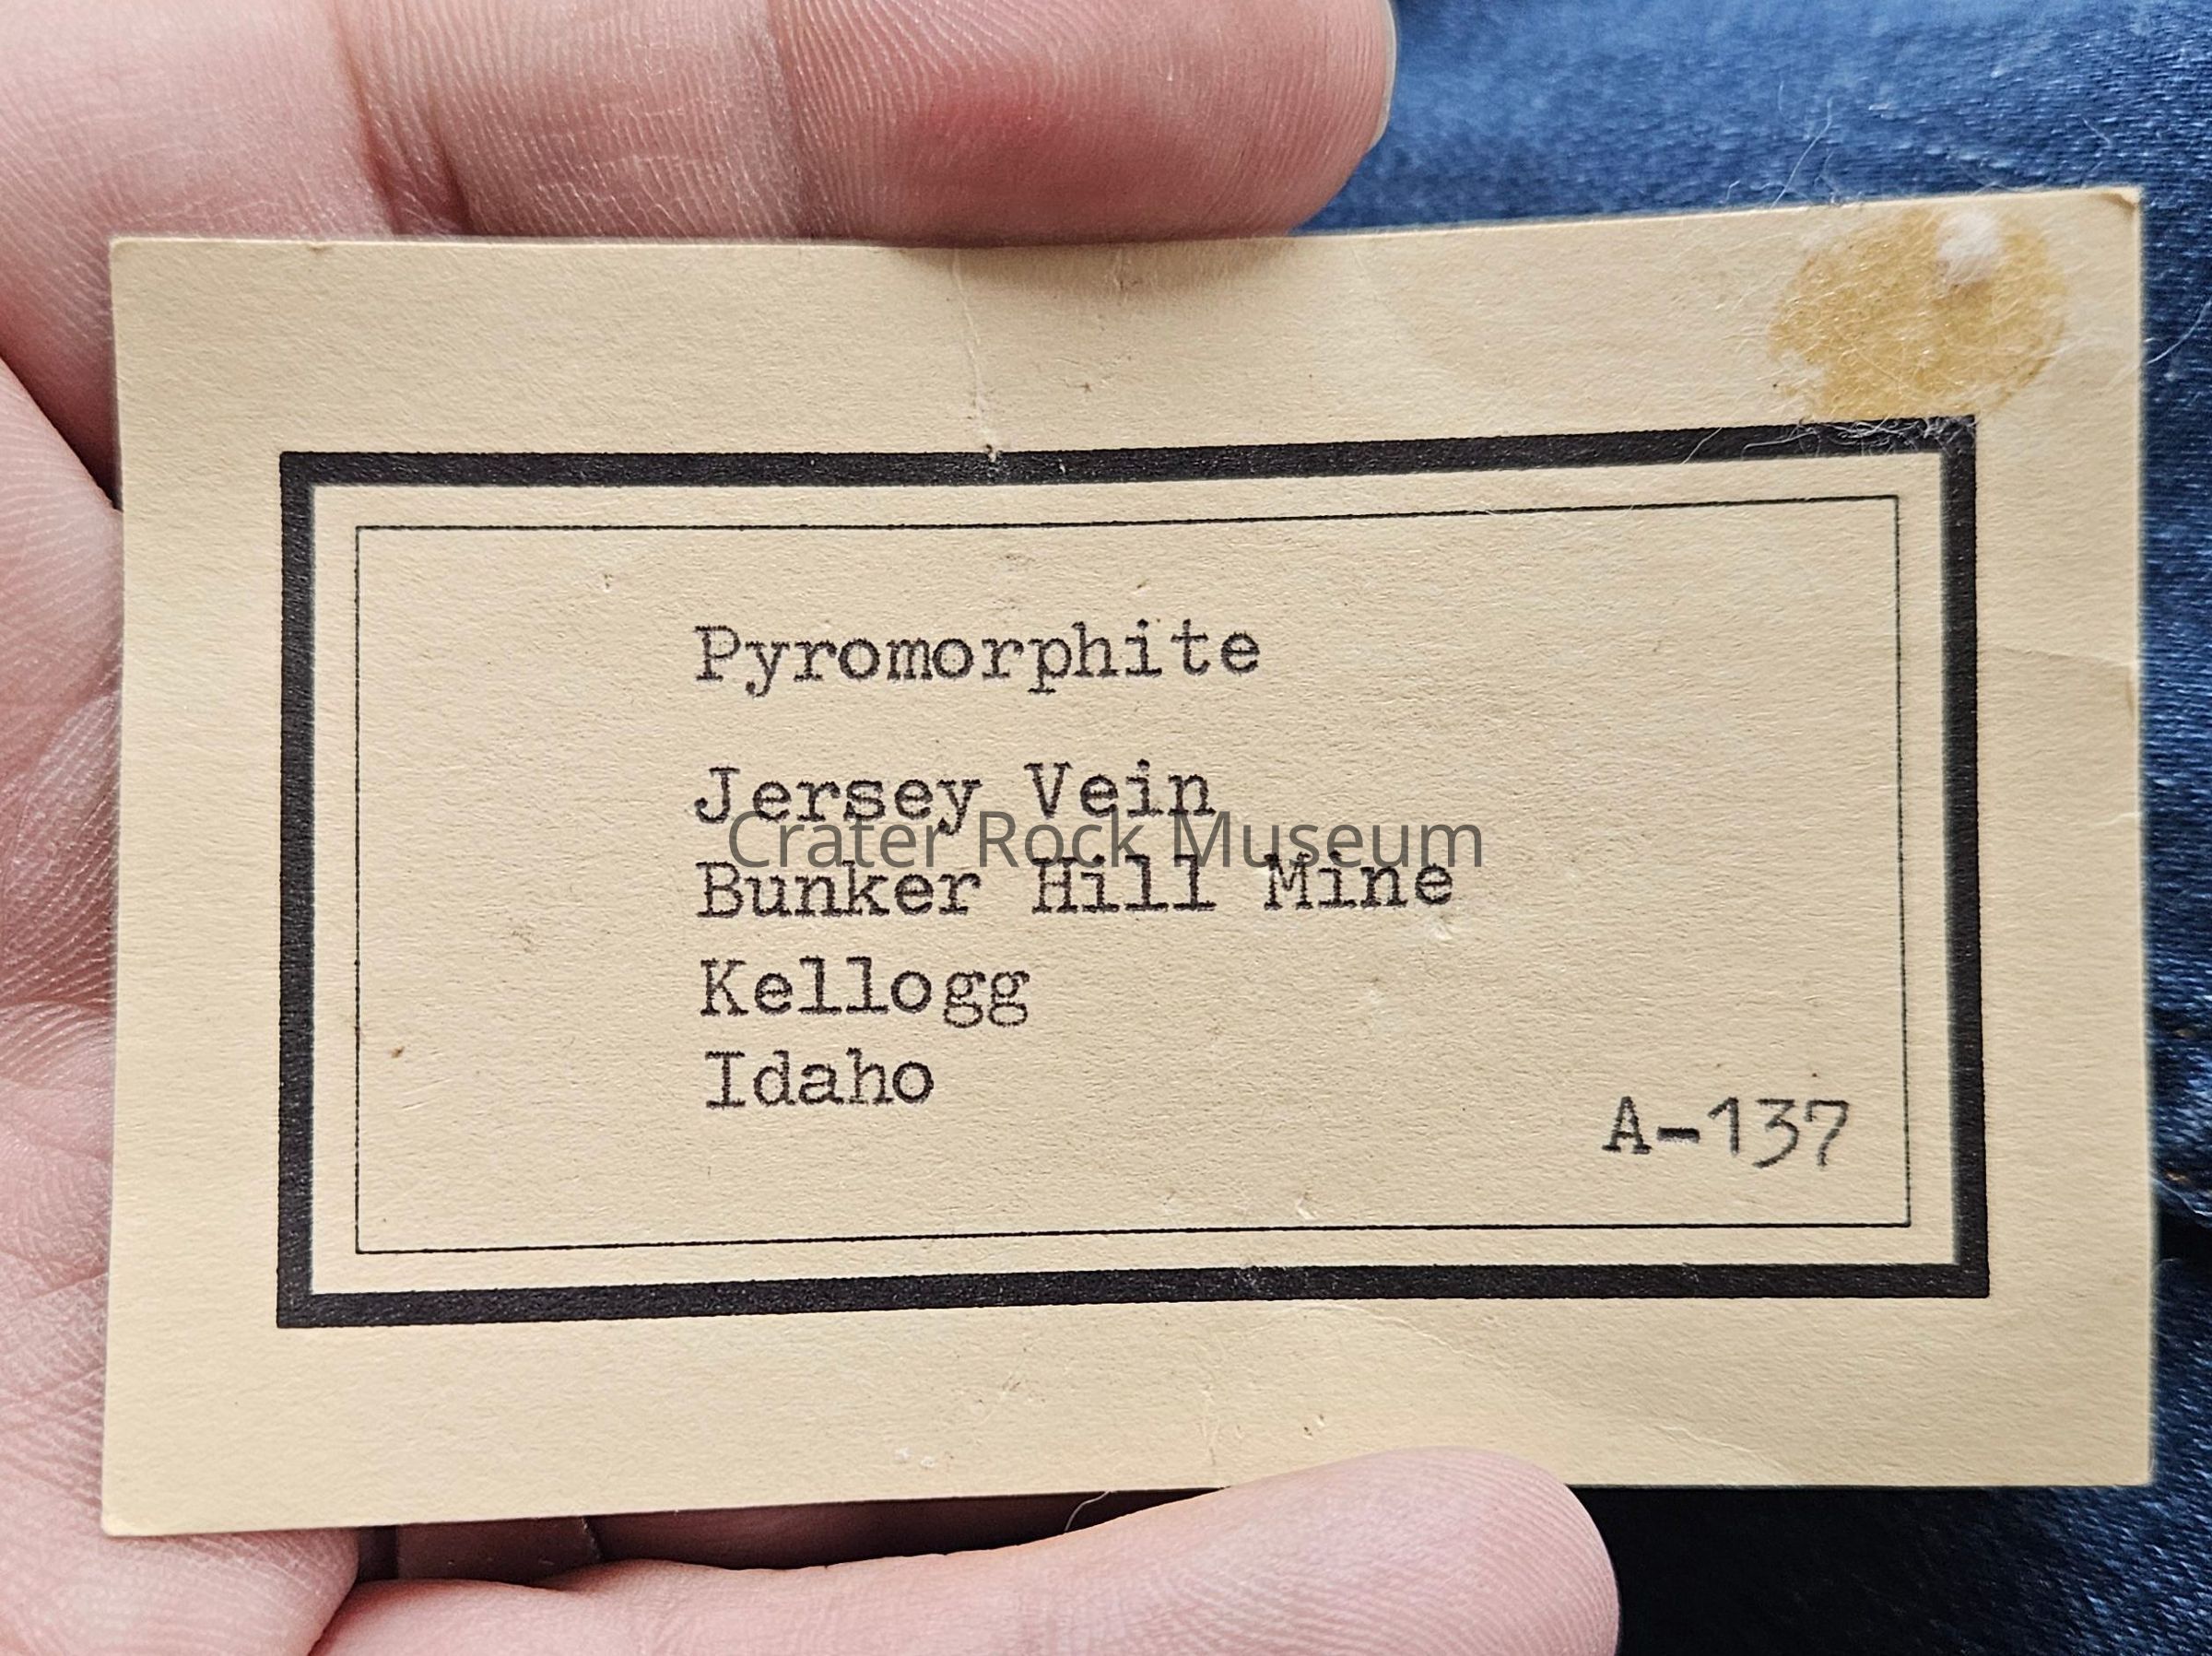 Pyromorphite
Jersey Vein
Crater Rock Museum
Bunker Hill Mine
Kellogg
Idaho
A-137